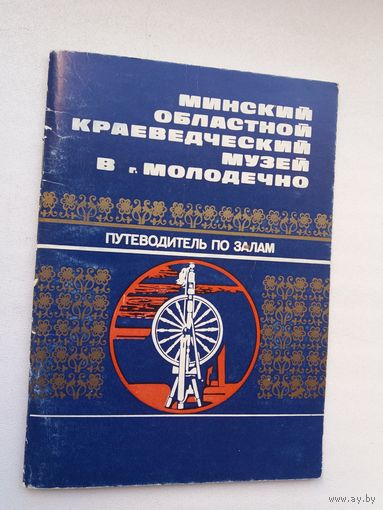 МИНСКИЙ
ОБЛАСТНОЙ
КРАЕВЕДЧЕСКИЙ
МУЗЕЙ
В г. МОЛОДЕЧНО
ПУТЕВОДИТЕЛЬ ПО ЗАЛАМ
www.ay.by